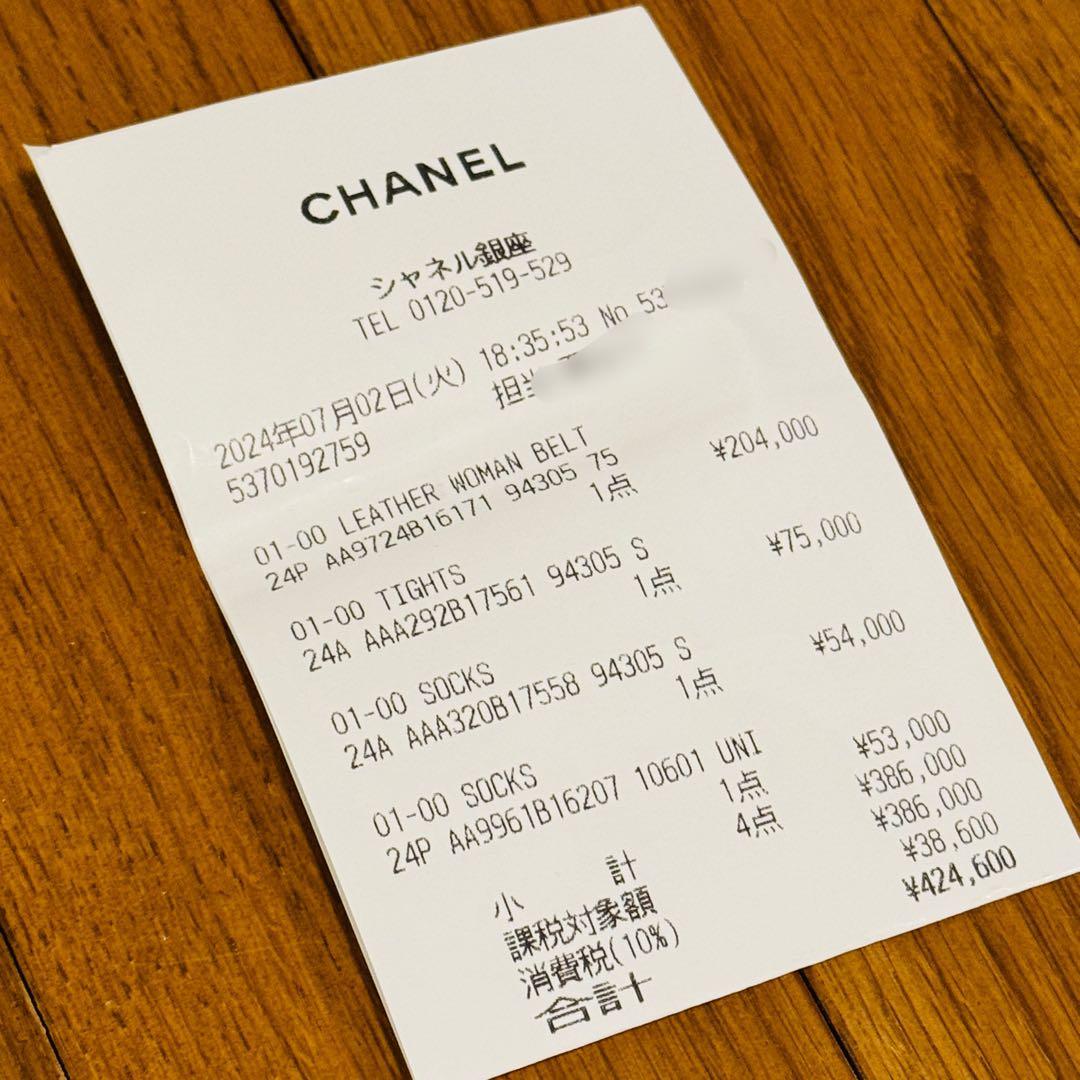 CHANEL
シャネル銀座
TEL 0120-519-529
2024年07月02日(火) 18:35:53 No 53
5370192759 担当
01-00 LEATHER WOMAN BELT
24P AA9724B16171 94305 75
1点 ¥204,000
01-00 TIGHTS
24A AAA292B17561 94305 S
1点 ¥75,000
01-00 SOCKS
24A AAA320B17558 94305 S
1点 ¥54,000
01-00 SOCKS
24P AA9961B16207 10601 UNI
1点 ¥53,000
小計 4点 ¥386,000
課税対象額 ¥386,000
消費税(10%) ¥38,600
合計 ¥424,600